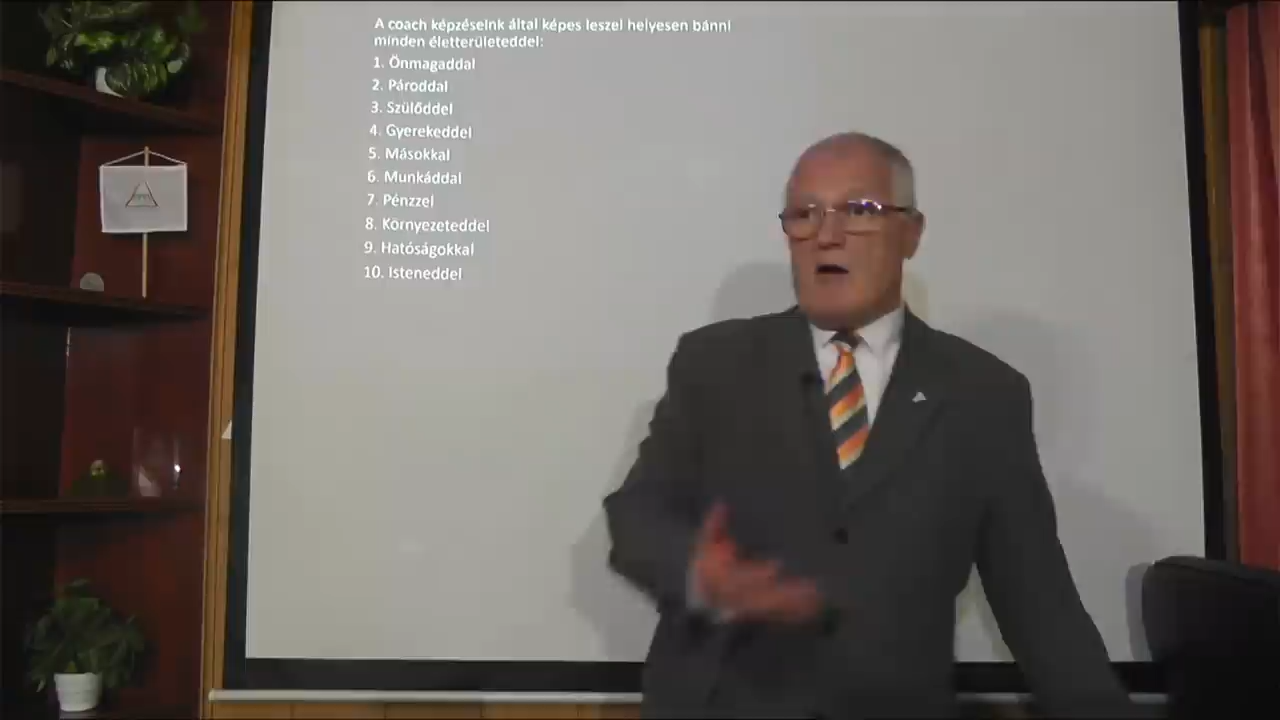 A coach képzéseink által képes leszel helyesen bánni
minden életterületeddel:
1. Önmagaddal
2. Pároddal
3. Szülőddel
4. Gyerekeddel
5. Másokkal
6. Munkáddal
7. Pénzzel
8. Környezeteddel
9. Hatóságokkal
10. Isteneddel